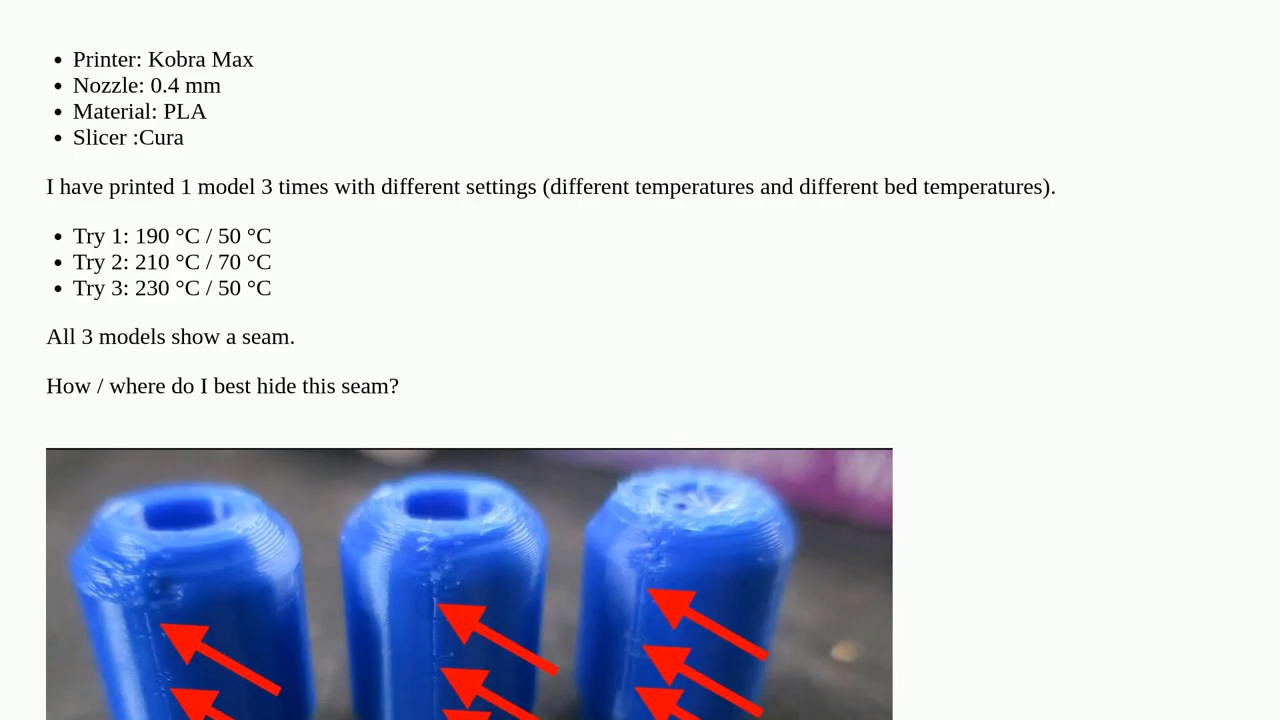 Printer: Kobra Max
Nozzle: 0.4 mm
Material: PLA
Slicer :Cura
I have printed 1 model 3 times with different settings (different temperatures and different bed temperatures).
Try 1: 190 °C / 50 °C
Try 2: 210 °C / 70 °C
Try 3: 230 °C / 50 °C
All 3 models show a seam.
How / where do I best hide this seam?